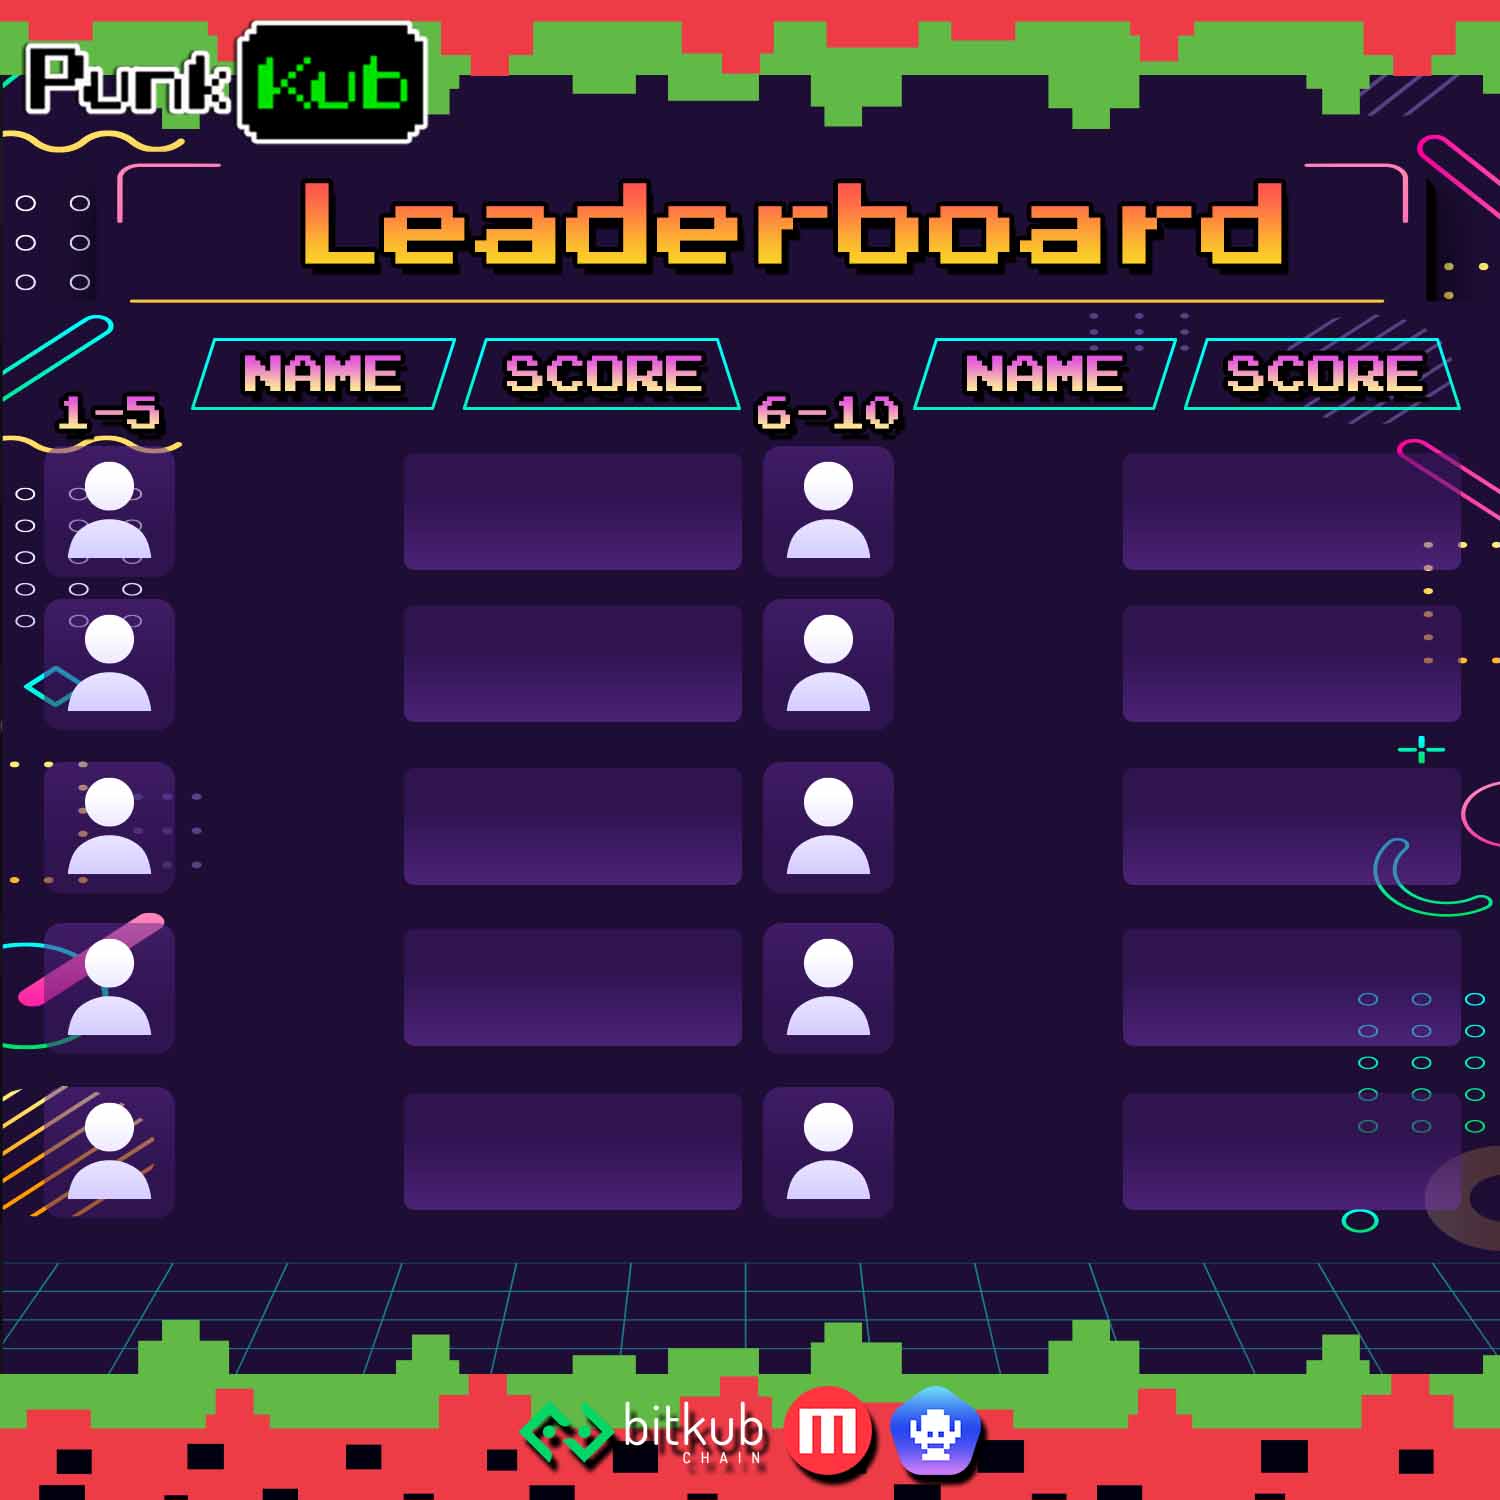 Punk Kub
Leaderboard
NAME SCORE NAME SCORE
1-5 6-10
bitkub
CHAIN